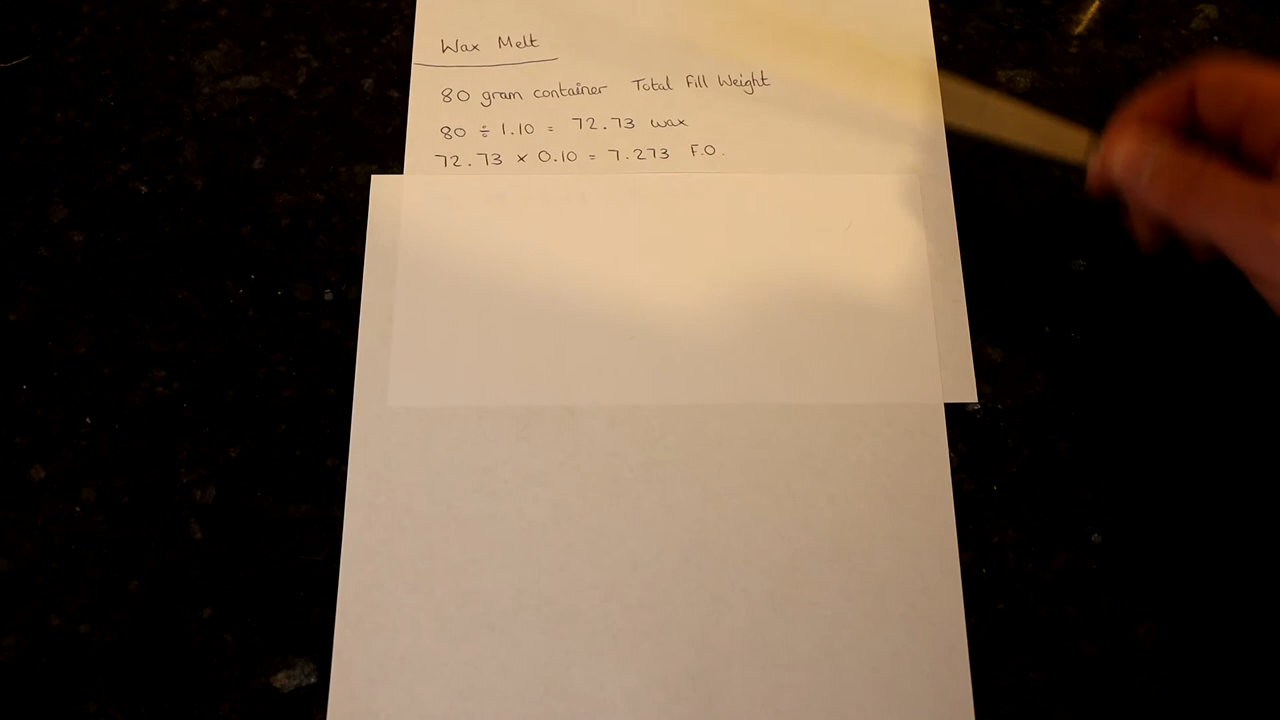 Wax Melt
80 gram container Total Fill Weight
80 ÷ 1.10 = 72.73 wax
72.73 × 0.10 = 7.273 F.O.